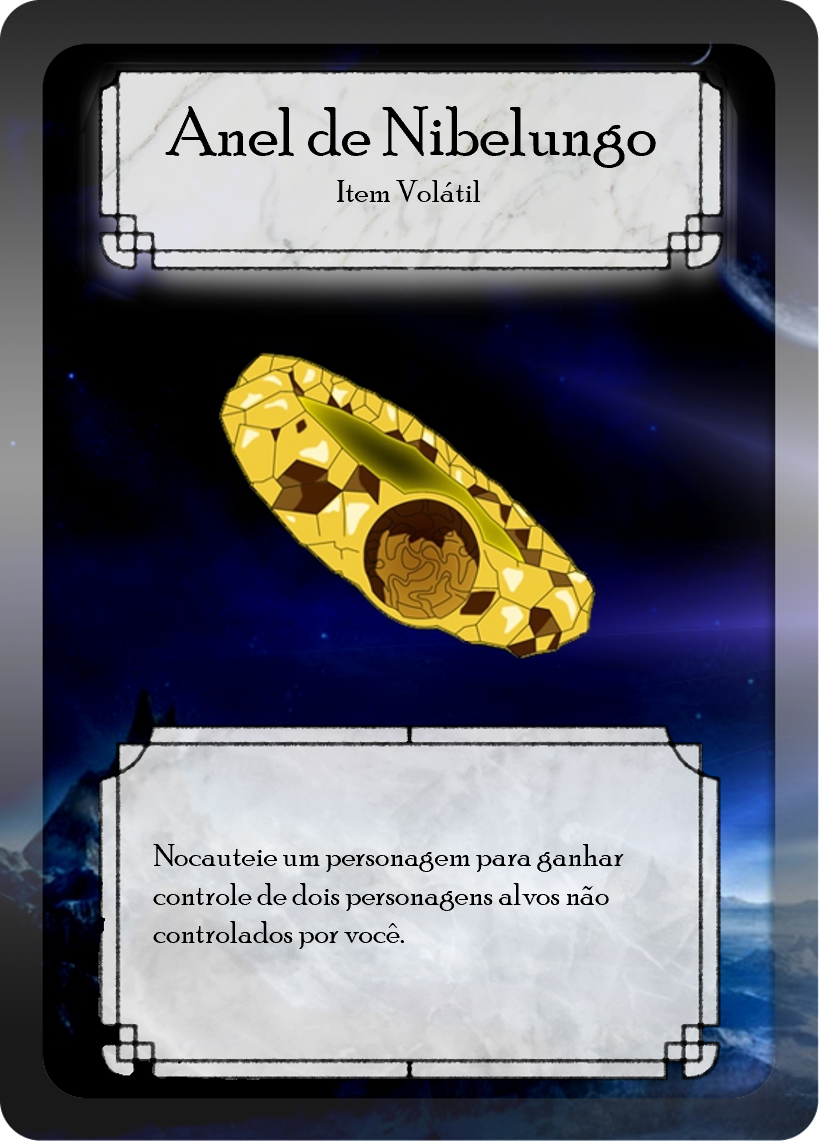 Anel de Nibelungo
Item Volátil
Nocauteie um personagem para ganhar
controle de dois personagens alvos não
controlados por você.